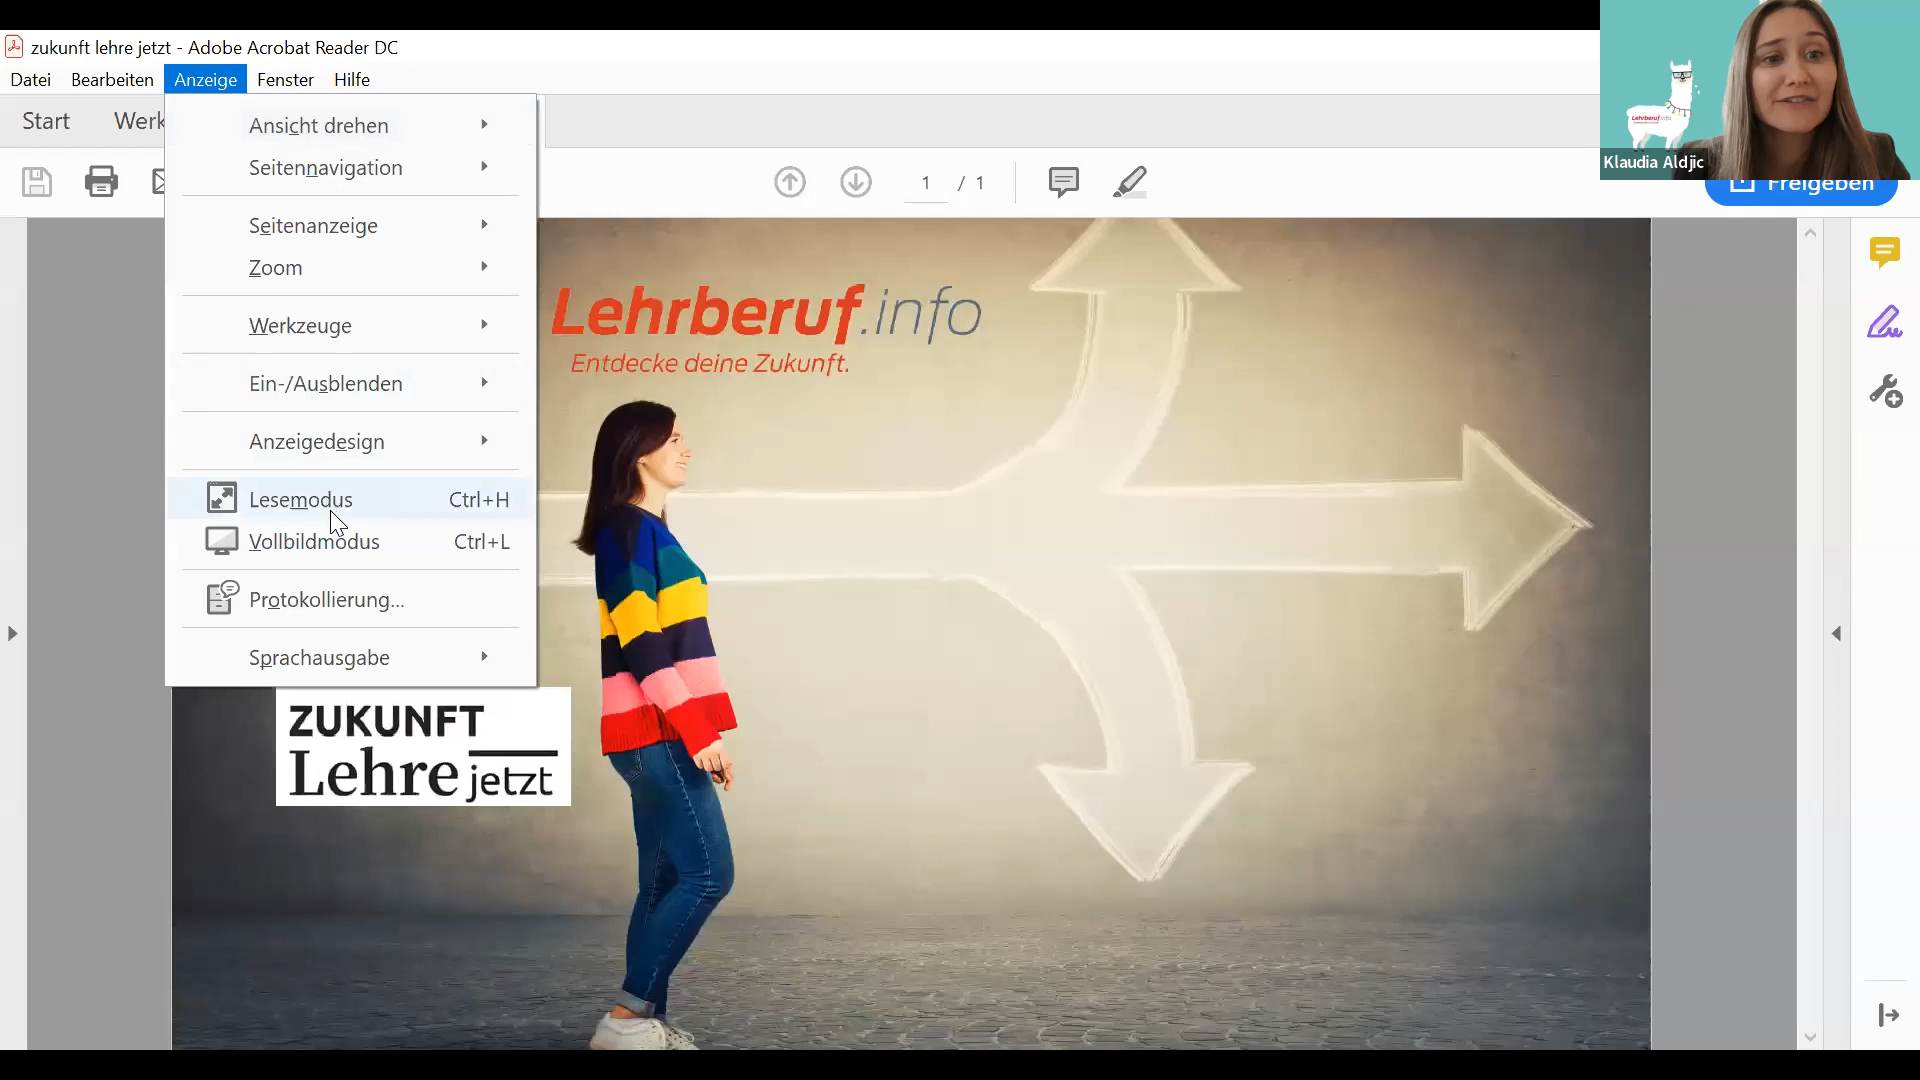 zukunft lehre jetzt - Adobe Acrobat Reader DC
Datei Bearbeiten Anzeige Fenster Hilfe
Start Werk
1 / 1
Freigeben
Ansicht drehen
Seitennavigation
Seitenanzeige
Zoom
Werkzeuge
Ein-/Ausblenden
Anzeigedesign
Lesemodus Ctrl+H
Vollbildmodus Ctrl+L
Protokollierung...
Sprachausgabe
Lehrberuf.info
Entdecke deine Zukunft.
ZUKUNFT
Lehre jetzt
Lehrberuf.info
Klaudia Aldjic